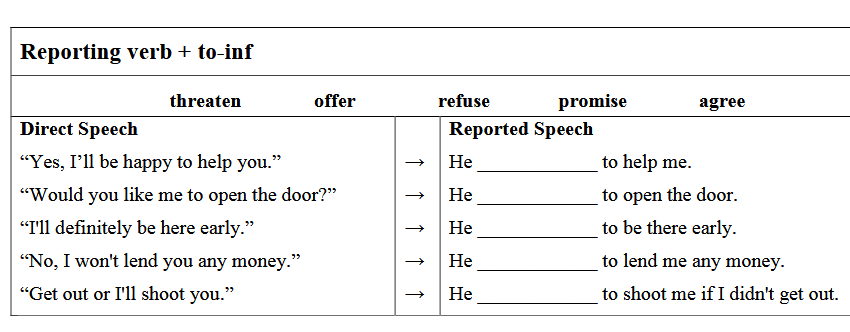 Reporting verb + to-inf
threaten offer refuse promise agree
Direct Speech Reported Speech
“Yes, I’ll be happy to help you.” → He ____________ to help me.
“Would you like me to open the door?” → He ____________ to open the door.
“I'll definitely be here early.” → He ____________ to be there early.
“No, I won't lend you any money.” → He ____________ to lend me any money.
“Get out or I'll shoot you.” → He ____________ to shoot me if I didn't get out.